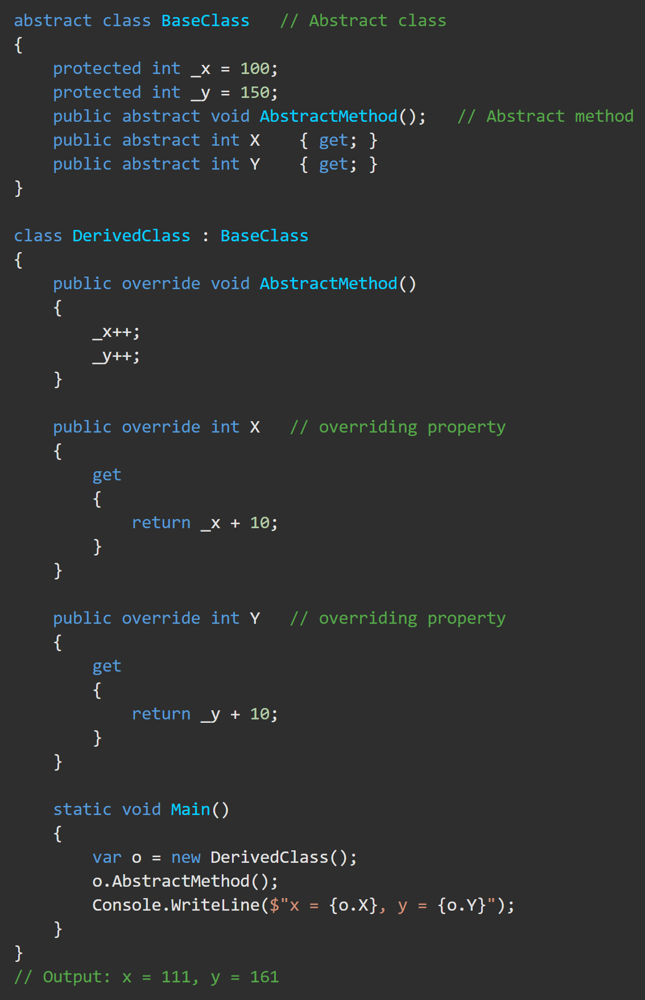 abstract class BaseClass   // Abstract class
{
    protected int _x = 100;
    protected int _y = 150;
    public abstract void AbstractMethod();   // Abstract method
    public abstract int X    { get; }
    public abstract int Y    { get; }
}

class DerivedClass : BaseClass
{
    public override void AbstractMethod()
    {
        _x++;
        _y++;
    }

    public override int X   // overriding property
    {
        get
        {
            return _x + 10;
        }
    }

    public override int Y   // overriding property
    {
        get
        {
            return _y + 10;
        }
    }

    static void Main()
    {
        var o = new DerivedClass();
        o.AbstractMethod();
        Console.WriteLine($"x = {o.X}, y = {o.Y}");
    }
}
// Output: x = 111, y = 161